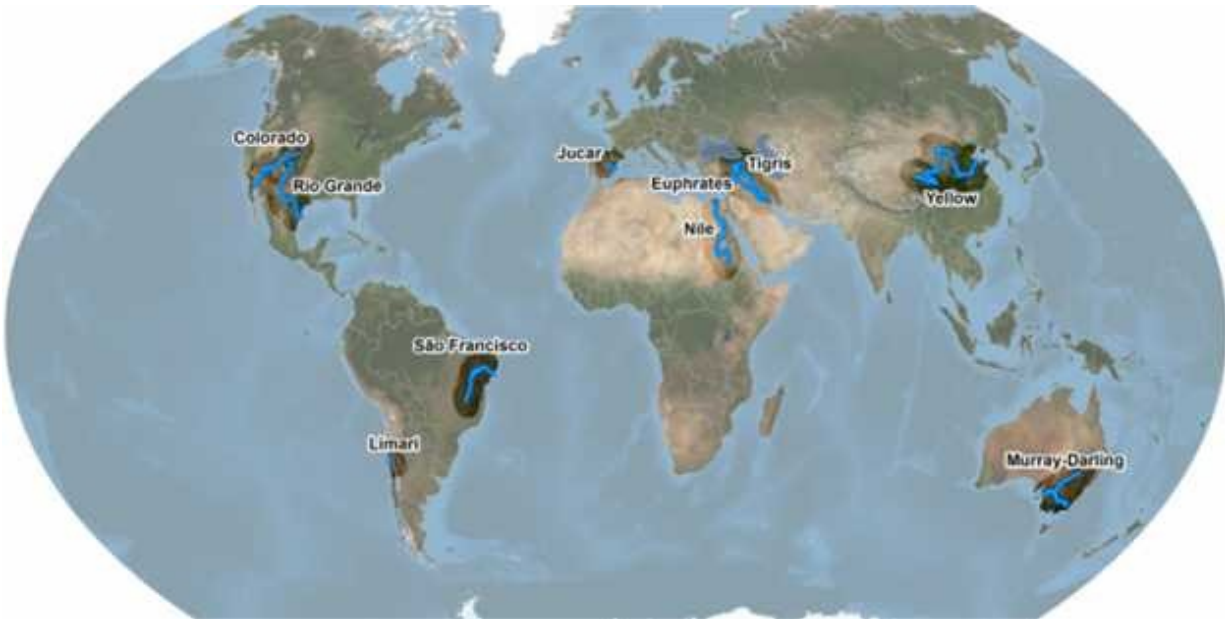 Colorado
Rio Grande
Jucar
Tigris
Euphrates
Yellow
Nile
São Francisco
Limari
Murray-Darling